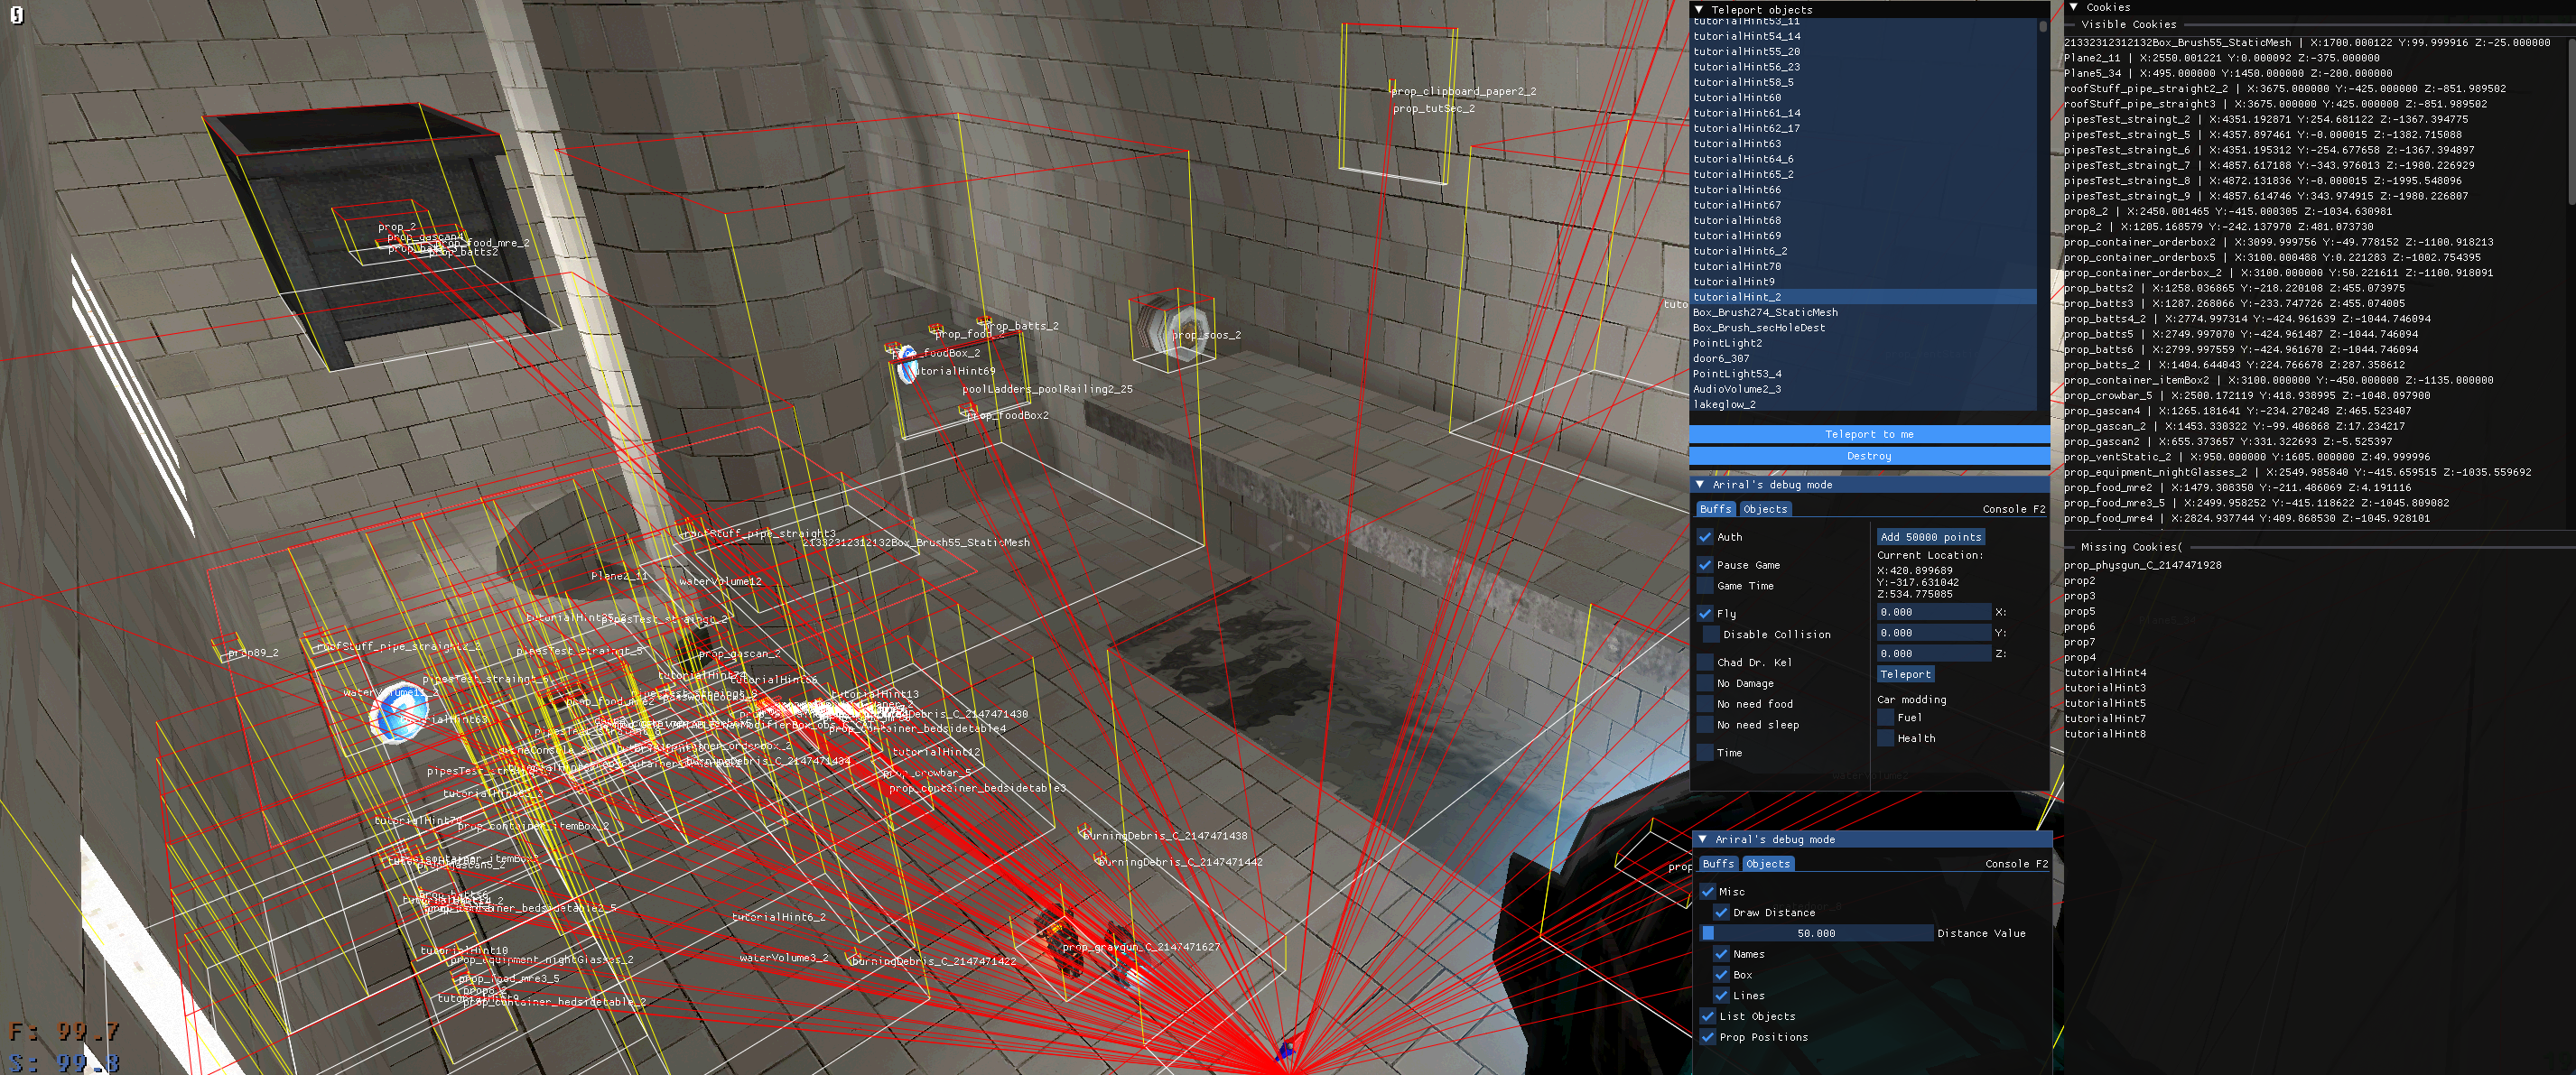 prop_clipboard_paper2_2
prop_tutSec_2
prop_2
prop_gascan4
prop_food_mre_2
prop_batts2
prop_batts_2
prop_food_2
prop_foodBox_2
tutorialHint69
poolLadders_poolRailing2_25
prop_foodBox2
prop_soos_2
roofStuff_pipe_straight3
21332312312132Box_Brush55_StaticMesh
Plane2_11
waterVolume12
prop_gascan_2
prop89_2
roofStuff_pipe_straight2_2
pipesTest_straingt_5
pipesTest_straingt_6
prop_food_mre2
tutorialHint13
prop_container_bedsidetable4
tutorialHint12
prop_crowbar_5
prop_container_bedsidetable3
burningDebris_C_2147471434
prop_container_itemBox_2
burningDebris_C_2147471438
burningDebris_C_2147471442
tutorialHint6_2
prop_gravgun_C_2147471627
waterVolume3_2
burningDebris_C_2147471422
tutorialHint10
prop_equipment_nightGlasses_2
prop_food_mre3_5
prop_container_bedsidetable_2
F: 99.7
S: 99.8
Teleport objects
tutorialHint53_11
tutorialHint54_14
tutorialHint55_20
tutorialHint56_23
tutorialHint58_5
tutorialHint60
tutorialHint61_14
tutorialHint62_17
tutorialHint63
tutorialHint64_6
tutorialHint65_2
tutorialHint66
tutorialHint67
tutorialHint68
tutorialHint69
tutorialHint6_2
tutorialHint70
tutorialHint9
tutorialHint_2
Box_Brush274_StaticMesh
Box_Brush_secHoleDest
PointLight2
door6_307
PointLight53_4
AudioVolume2_3
lakeglow_2
Teleport to me
Destroy
Ariral's debug mode
Buffs Objects Console F2
Auth
Pause Game
Game Time
Fly
Disable Collision
Chad Dr. Kel
No Damage
No need food
No need sleep
Time
Add 50000 points
Current Location:
X:420.899689
Y:-317.631042
Z:534.775085
0.000 X:
0.000 Y:
0.000 Z:
Teleport
Car modding
Fuel
Health
Ariral's debug mode
Buffs Objects Console F2
Misc
Draw Distance
50.000 Distance Value
Names
Box
Lines
List Objects
Prop Positions
Cookies
Visible Cookies
21332312312132Box_Brush55_StaticMesh | X:1700.000122 Y:99.999916 Z:-25.000000
Plane2_11 | X:2550.001221 Y:0.000092 Z:-375.000000
Plane5_34 | X:495.000000 Y:1450.000000 Z:-200.000000
roofStuff_pipe_straight2_2 | X:3675.000000 Y:-425.000000 Z:-851.989502
roofStuff_pipe_straight3 | X:3675.000000 Y:425.000000 Z:-851.989502
pipesTest_straingt_2 | X:4351.192871 Y:254.681122 Z:-1367.394775
pipesTest_straingt_5 | X:4357.897461 Y:-0.000015 Z:-1382.715088
pipesTest_straingt_6 | X:4351.195312 Y:-254.677658 Z:-1367.394897
pipesTest_straingt_7 | X:4857.617188 Y:-343.976013 Z:-1980.226929
pipesTest_straingt_8 | X:4872.131836 Y:-0.000015 Z:-1995.548096
pipesTest_straingt_9 | X:4857.614746 Y:343.974915 Z:-1980.226807
prop8_2 | X:2450.001465 Y:-415.000305 Z:-1034.630981
prop_2 | X:1205.168579 Y:-242.137970 Z:481.073730
prop_container_orderbox2 | X:3099.999756 Y:-49.778152 Z:-1100.918213
prop_container_orderbox5 | X:3100.000488 Y:0.221283 Z:-1002.754395
prop_container_orderbox_2 | X:3100.000000 Y:50.221611 Z:-1100.918091
prop_batts2 | X:1258.036865 Y:-218.220108 Z:455.073975
prop_batts3 | X:1287.268066 Y:-233.747726 Z:455.074005
prop_batts4_2 | X:2774.997314 Y:-424.961639 Z:-1044.746094
prop_batts5 | X:2749.997070 Y:-424.961487 Z:-1044.746094
prop_batts6 | X:2799.997559 Y:-424.961670 Z:-1044.746094
prop_batts_2 | X:1404.644043 Y:224.766678 Z:287.358612
prop_container_itemBox2 | X:3100.000000 Y:-450.000000 Z:-1135.000000
prop_crowbar_5 | X:2500.172119 Y:418.938995 Z:-1048.097900
prop_gascan4 | X:1265.181641 Y:-234.270248 Z:465.523407
prop_gascan_2 | X:1453.330322 Y:-99.406868 Z:17.234217
prop_gascan2 | X:655.373657 Y:331.322693 Z:-5.525397
prop_ventStatic_2 | X:950.000000 Y:1605.000000 Z:49.999996
prop_equipment_nightGlasses_2 | X:2549.985840 Y:-415.659515 Z:-1035.559692
prop_food_mre2 | X:1479.308350 Y:-211.486069 Z:4.191116
prop_food_mre3_5 | X:2499.958252 Y:-415.118622 Z:-1045.809082
prop_food_mre4 | X:2824.937744 Y:409.868530 Z:-1045.928101
Missing Cookies(
prop_physgun_C_2147471928
prop2
prop3
prop5
prop6
prop7
prop4
tutorialHint4
tutorialHint3
tutorialHint5
tutorialHint7
tutorialHint8